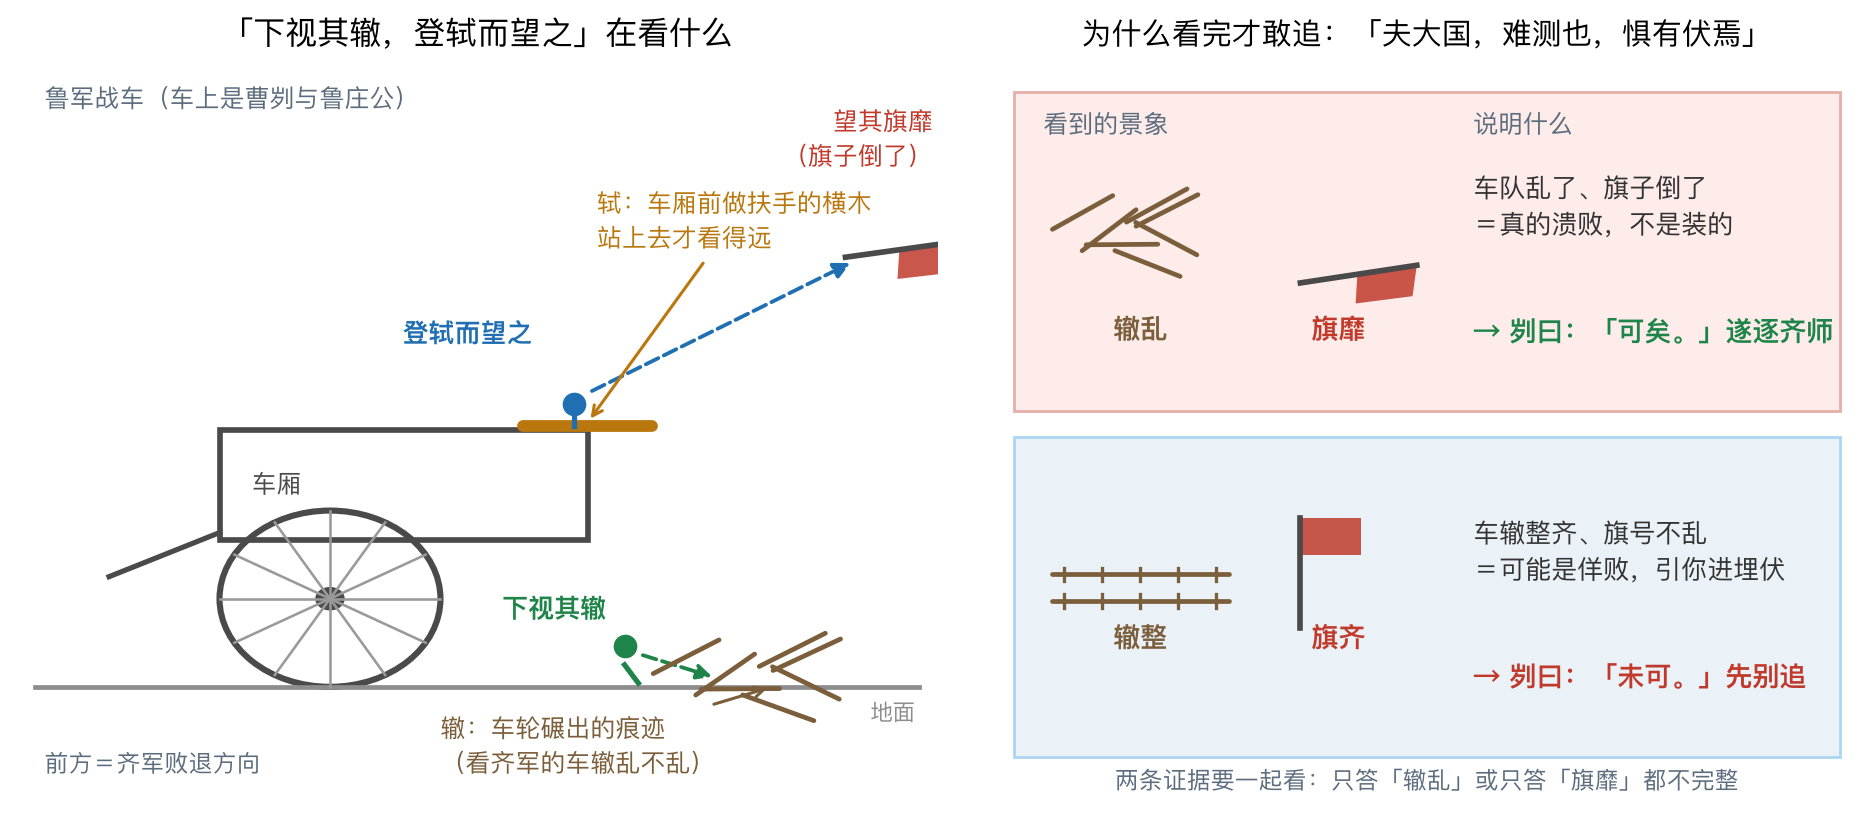 「下视其辙，登轼而望之」在看什么
鲁军战车（车上是曹刿与鲁庄公）
望其旗靡
（旗子倒了）
轼：车厢前做扶手的横木
站上去才看得远
登轼而望之
车厢
下视其辙
地面
辙：车轮碾出的痕迹
（看齐军的车辙乱不乱）
前方＝齐军败退方向
为什么看完才敢追：「夫大国，难测也，惧有伏焉」
看到的景象
说明什么
车队乱了、旗子倒了
＝真的溃败，不是装的
辙乱
旗靡
→ 刿曰：「可矣。」遂逐齐师
车辙整齐、旗号不乱
＝可能是佯败，引你进埋伏
辙整
旗齐
→ 刿曰：「未可。」先别追
两条证据要一起看：只答「辙乱」或只答「旗靡」都不完整